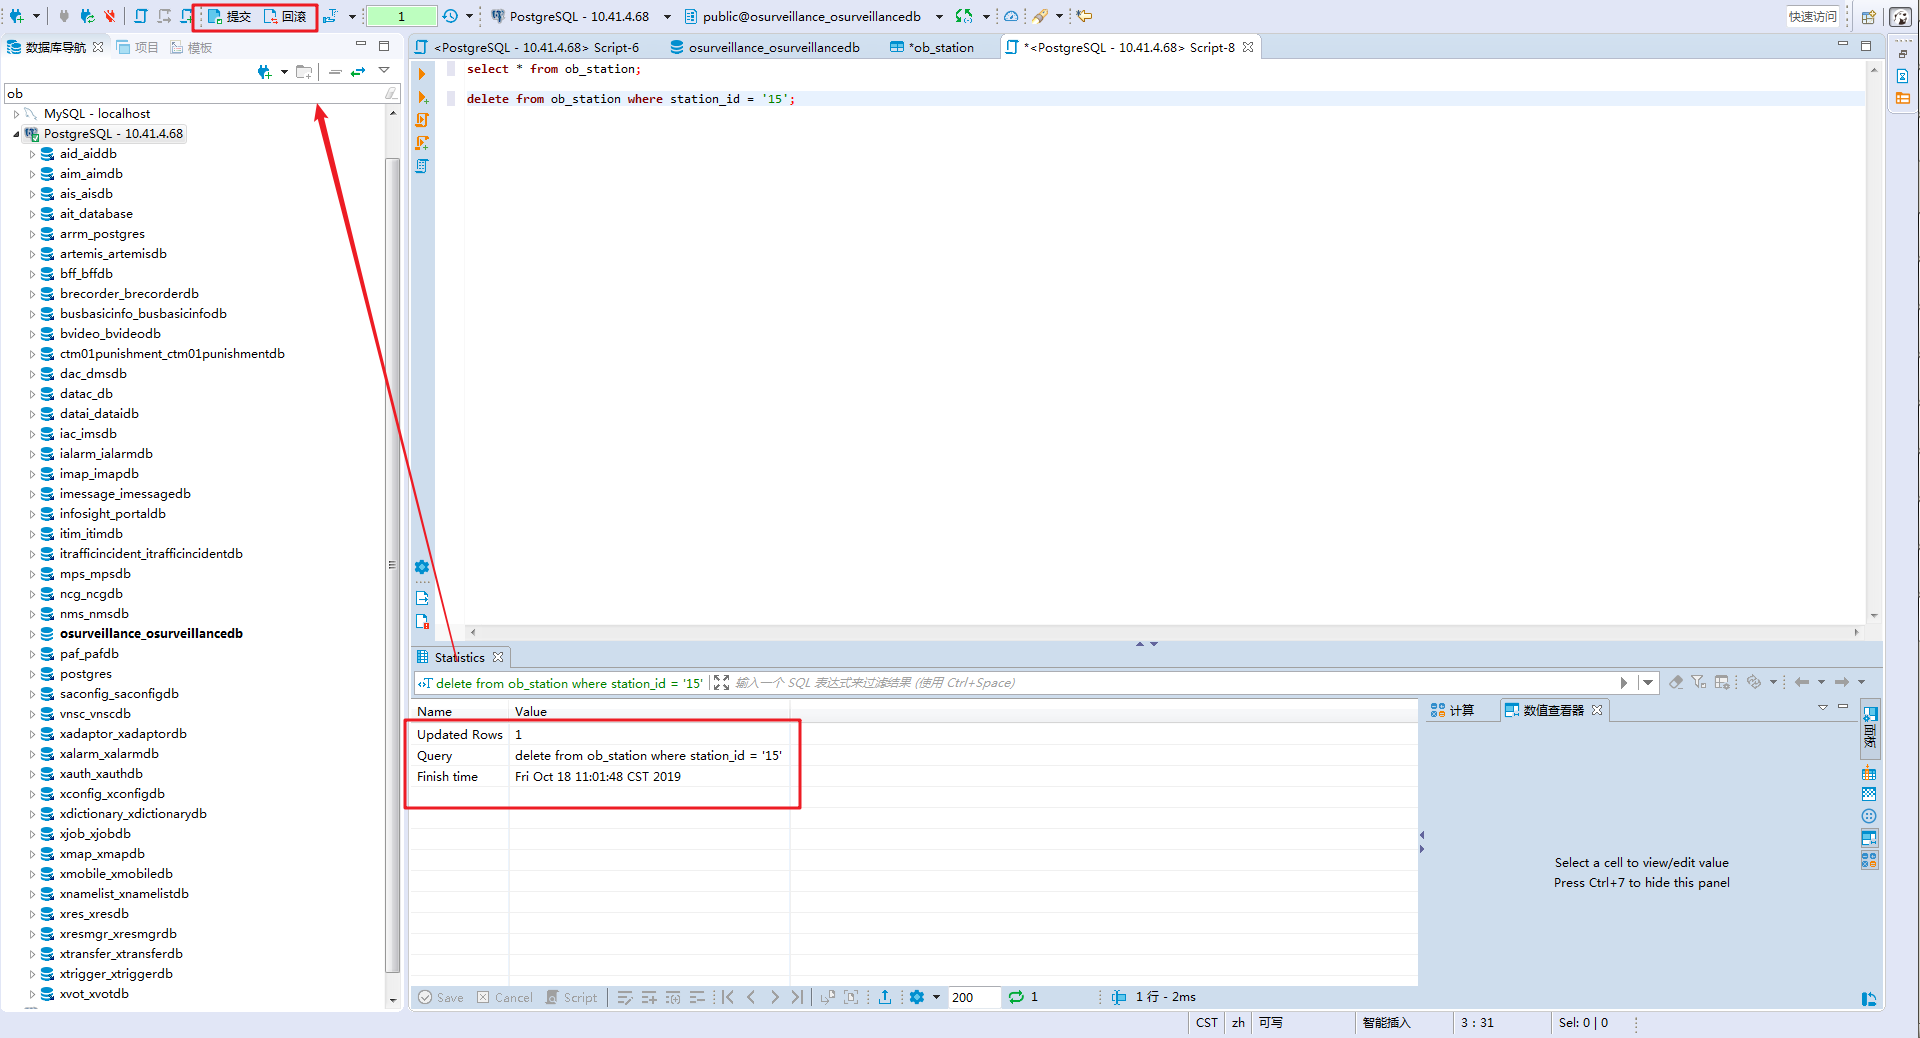 提交 回滚 1 PostgreSQL - 10.41.4.68 public@osurveillance_osurveillancedb 快速访问
数据库导航 项目 模板
<PostgreSQL - 10.41.4.68> Script-6 osurveillance_osurveillancedb *ob_station *<PostgreSQL - 10.41.4.68> Script-8
ob
MySQL - localhost
PostgreSQL - 10.41.4.68
aid_aiddb
aim_aimdb
ais_aisdb
ait_database
arrm_postgres
artemis_artemisdb
bff_bffdb
brecorder_brecorderdb
busbasicinfo_busbasicinfodb
bvideo_bvideodb
ctm01punishment_ctm01punishmentdb
dac_dmsdb
datac_db
datai_dataidb
iac_imsdb
ialarm_ialarmdb
imap_imapdb
imessage_imessagedb
infosight_portaldb
itim_itimdb
itrafficincident_itrafficincidentdb
mps_mpsdb
ncg_ncgdb
nms_nmsdb
osurveillance_osurveillancedb
paf_pafdb
postgres
saconfig_saconfigdb
vnsc_vnscdb
xadaptor_xadaptordb
xalarm_xalarmdb
xauth_xauthdb
xconfig_xconfigdb
xdictionary_xdictionarydb
xjob_xjobdb
xmap_xmapdb
xmobile_xmobiledb
xnamelist_xnamelistdb
xres_xresdb
xresmgr_xresmgrdb
xtransfer_xtransferdb
xtrigger_xtriggerdb
xvot_xvotdb
select * from ob_station;
delete from ob_station where station_id = '15';
Statistics
delete from ob_station where station_id = '15' 输入一个 SQL 表达式来过滤结果 (使用 Ctrl+Space)
Name Value
Updated Rows 1
Query delete from ob_station where station_id = '15'
Finish time Fri Oct 18 11:01:48 CST 2019
计算 数值查看器
面板
Select a cell to view/edit value
Press Ctrl+7 to hide this panel
Save Cancel Script 200 1 1 行 - 2ms
CST zh 可写 智能插入 3 : 31 Sel: 0 | 0